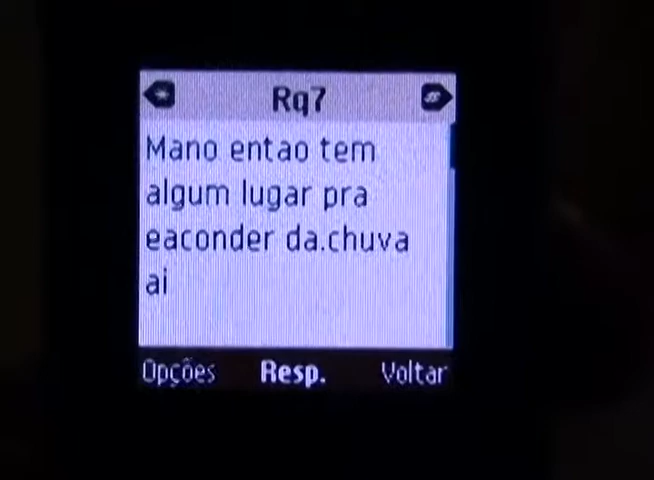 Rq7
Mano entao tem
algum lugar pra
eaconder da.chuva
ai
Opções Resp. Voltar